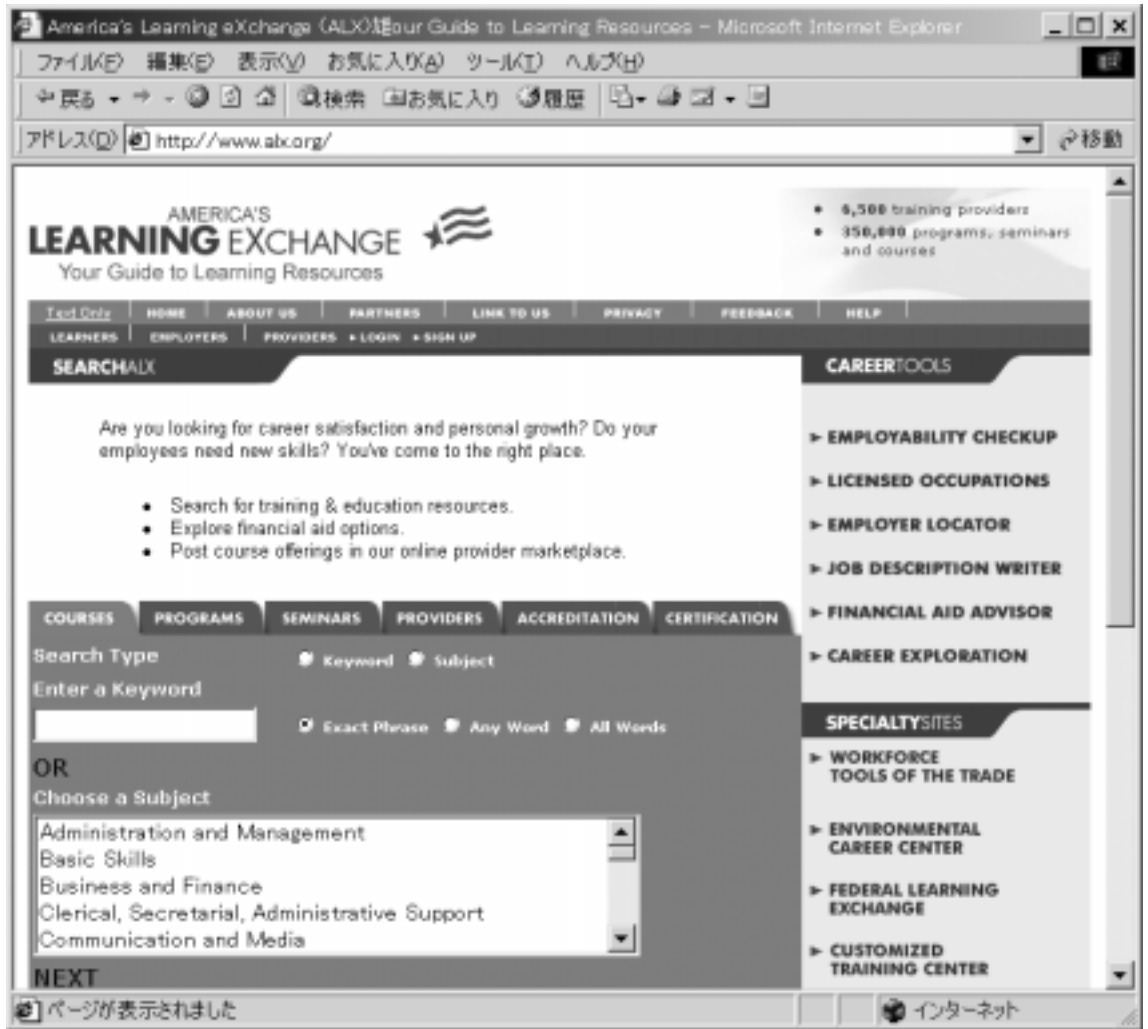 America's Learning eXchange (ALX)雄our Guide to Learning Resources - Microsoft Internet Explorer
ファイル(F) 編集(E) 表示(V) お気に入り(A) ツール(T) ヘルプ(H)
戻る 検索 お気に入り 履歴
アドレス(D) http://www.alx.org/ 移動
AMERICA'S
LEARNING EXCHANGE
Your Guide to Learning Resources
• 6,500 training providers
• 350,000 programs, seminars
and courses
Text Only HOME ABOUT US PARTNERS LINK TO US PRIVACY FEEDBACK HELP
LEARNERS EMPLOYERS PROVIDERS LOGIN SIGN UP
SEARCHALX
Are you looking for career satisfaction and personal growth? Do your
employees need new skills? You've come to the right place.
• Search for training & education resources.
• Explore financial aid options.
• Post course offerings in our online provider marketplace.
COURSES PROGRAMS SEMINARS PROVIDERS ACCREDITATION CERTIFICATION
Search Type Keyword Subject
Enter a Keyword
Exact Phrase Any Word All Words
OR
Choose a Subject
Administration and Management
Basic Skills
Business and Finance
Clerical, Secretarial, Administrative Support
Communication and Media
NEXT
CAREERTOOLS
EMPLOYABILITY CHECKUP
LICENSED OCCUPATIONS
EMPLOYER LOCATOR
JOB DESCRIPTION WRITER
FINANCIAL AID ADVISOR
CAREER EXPLORATION
SPECIALTYSITES
WORKFORCE
TOOLS OF THE TRADE
ENVIRONMENTAL
CAREER CENTER
FEDERAL LEARNING
EXCHANGE
CUSTOMIZED
TRAINING CENTER
ページが表示されました インターネット